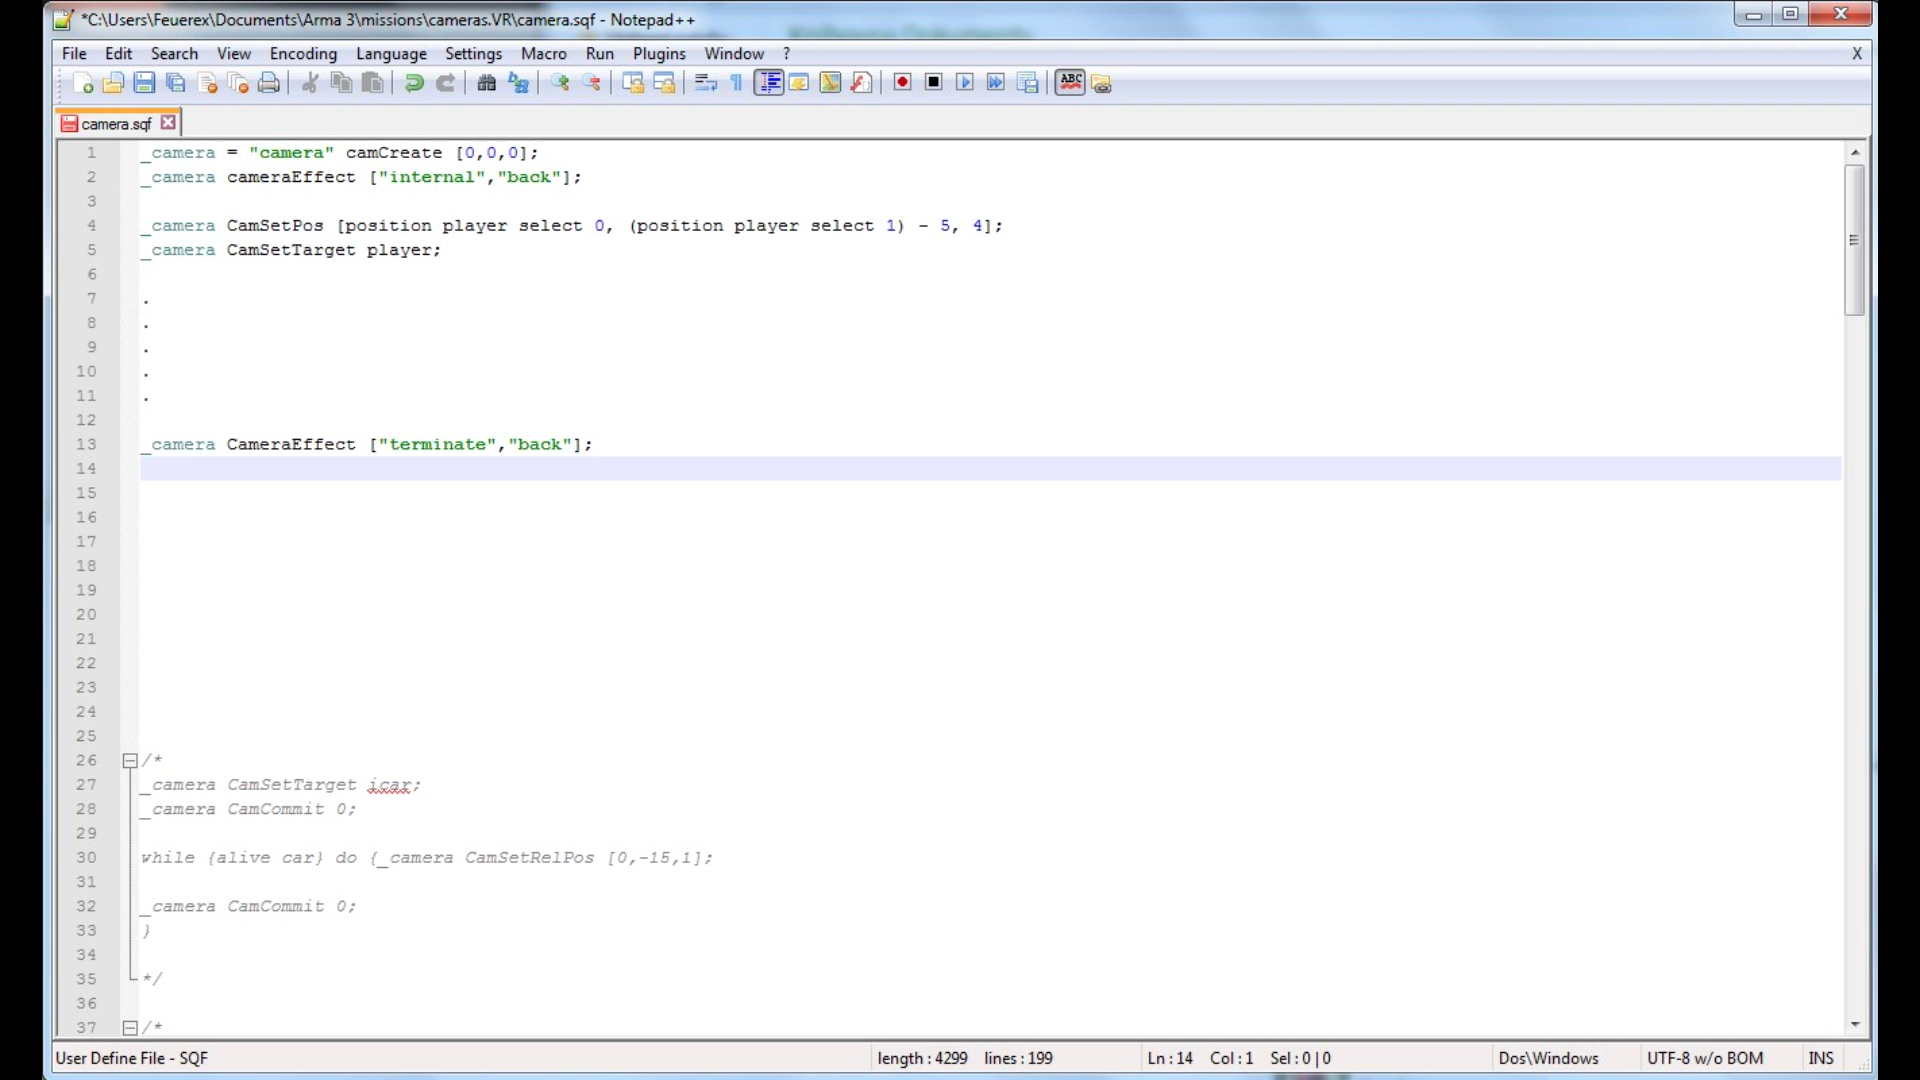 *C:\Users\Feuerex\Documents\Arma 3\missions\cameras.VR\camera.sqf - Notepad++
File Edit Search View Encoding Language Settings Macro Run Plugins Window ? X
ABC
camera.sqf
1 _camera = "camera" camCreate [0,0,0];
2 _camera cameraEffect ["internal","back"];
3
4 _camera CamSetPos [position player select 0, (position player select 1) - 5, 4];
5 _camera CamSetTarget player;
6
7 .
8 .
9 .
10 .
11 .
12
13 _camera CameraEffect ["terminate","back"];
14
15
16
17
18
19
20
21
22
23
24
25
26 /*
27 _camera CamSetTarget icar;
28 _camera CamCommit 0;
29
30 while {alive car} do {_camera CamSetRelPos [0,-15,1];
31
32 _camera CamCommit 0;
33 }
34
35 */
36
37 /*
User Define File - SQF length : 4299 lines : 199 Ln : 14 Col : 1 Sel : 0 | 0 Dos\Windows UTF-8 w/o BOM INS